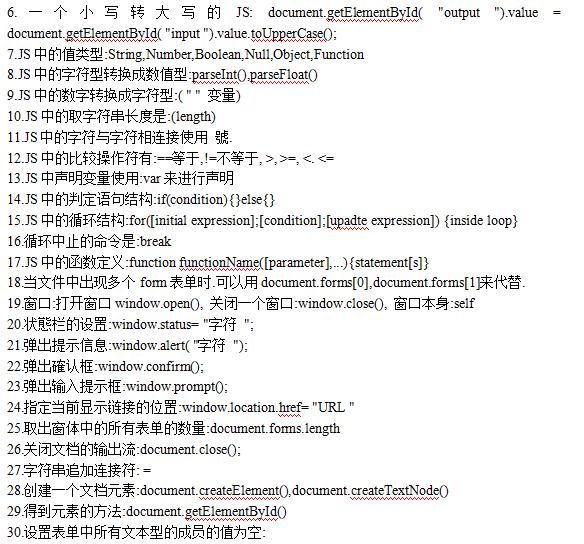 6. 一个小写转大写的 JS: document.getElementById( "output ").value =
document.getElementById( "input ").value.toUpperCase();
7.JS 中的值类型:String,Number,Boolean,Null,Object,Function
8.JS 中的字符型转换成数值型:parseInt(),parseFloat()
9.JS 中的数字转换成字符型:( " " 变量)
10.JS 中的取字符串长度是:(length)
11.JS 中的字符与字符相连接使用 號.
12.JS 中的比较操作符有:==等于,!=不等于, >, >=, <. <=
13.JS 中声明变量使用:var 来进行声明
14.JS 中的判定语句结构:if(condition){}else{}
15.JS 中的循环结构:for([initial expression];[condition];[upadte expression]) {inside loop}
16.循环中止的命令是:break
17.JS 中的函数定义:function functionName([parameter],...){statement[s]}
18.当文件中出现多个 form 表单时.可以用 document.forms[0],document.forms[1]来代替.
19.窗口:打开窗口 window.open(), 关闭一个窗口:window.close(), 窗口本身:self
20.状態栏的设置:window.status= "字符 ";
21.弹出提示信息:window.alert( "字符 ");
22.弹出確认框:window.confirm();
23.弹出输入提示框:window.prompt();
24.指定当前显示链接的位置:window.location.href= "URL "
25.取出窗体中的所有表单的数量:document.forms.length
26.关闭文档的输出流:document.close();
27.字符串追加连接符: =
28.创建一个文档元素:document.createElement(),document.createTextNode()
29.得到元素的方法:document.getElementById()
30.设置表单中所有文本型的成员的值为空: